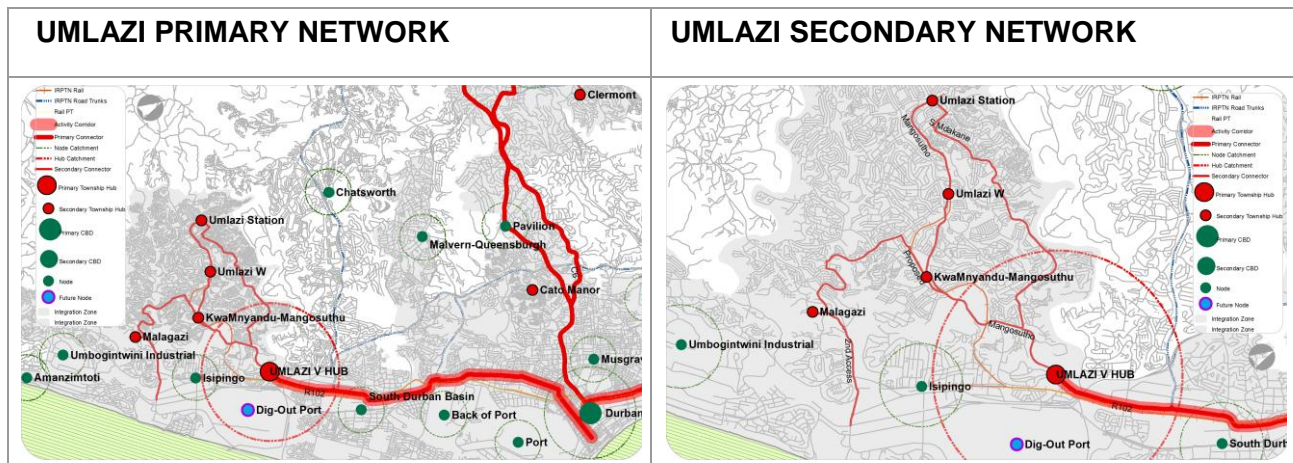 UMLAZI PRIMARY NETWORK
UMLAZI SECONDARY NETWORK
IRPTN Rail
IRPTN Road Trunks
Rail PT
Activity Corridor
Primary Connector
Node Catchment
Hub Catchment
Secondary Connector
Primary Township Hub
Secondary Township Hub
Primary CBD
Secondary CBD
Node
Future Node
Integration Zone
Integration Zone
Clermont
Chatsworth
Umlazi Station
Pavilion
Malvern-Queensburgh
Umlazi W
C6
Cato Manor
KwaMnyandu-Mangosuthu
Malagazi
Umbogintwini Industrial
Musgra
UMLAZI V HUB
Amanzimtoti
Isipingo
R102
South Durban Basin
Dig-Out Port
Back of Port
Durban
Port
IRPTN Rail
IRPTN Road Trunks
Rail PT
Activity Corridor
Primary Connector
Node Catchment
Hub Catchment
Secondary Connector
Primary Township Hub
Secondary Township Hub
Primary CBD
Secondary CBD
Node
Future Node
Integration Zone
Integration Zone
Umlazi Station
Mangosutho
S Mdakane
Umlazi W
Proposed
KwaMnyandu-Mangosuthu
Malagazi
Mangosutho
2nd Access
Umbogintwini Industrial
UMLAZI V HUB
Isipingo
R102
Dig-Out Port
South Durb